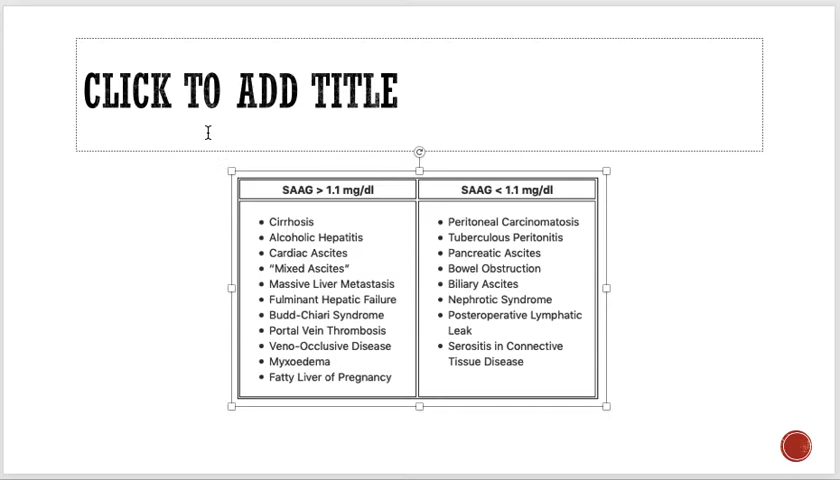 CLICK TO ADD TITLE
SAAG > 1.1 mg/dl
• Cirrhosis
• Alcoholic Hepatitis
• Cardiac Ascites
• "Mixed Ascites"
• Massive Liver Metastasis
• Fulminant Hepatic Failure
• Budd-Chiari Syndrome
• Portal Vein Thrombosis
• Veno-Occlusive Disease
• Myxoedema
• Fatty Liver of Pregnancy
SAAG < 1.1 mg/dl
• Peritoneal Carcinomatosis
• Tuberculous Peritonitis
• Pancreatic Ascites
• Bowel Obstruction
• Biliary Ascites
• Nephrotic Syndrome
• Posteroperative Lymphatic
Leak
• Serositis in Connective
Tissue Disease